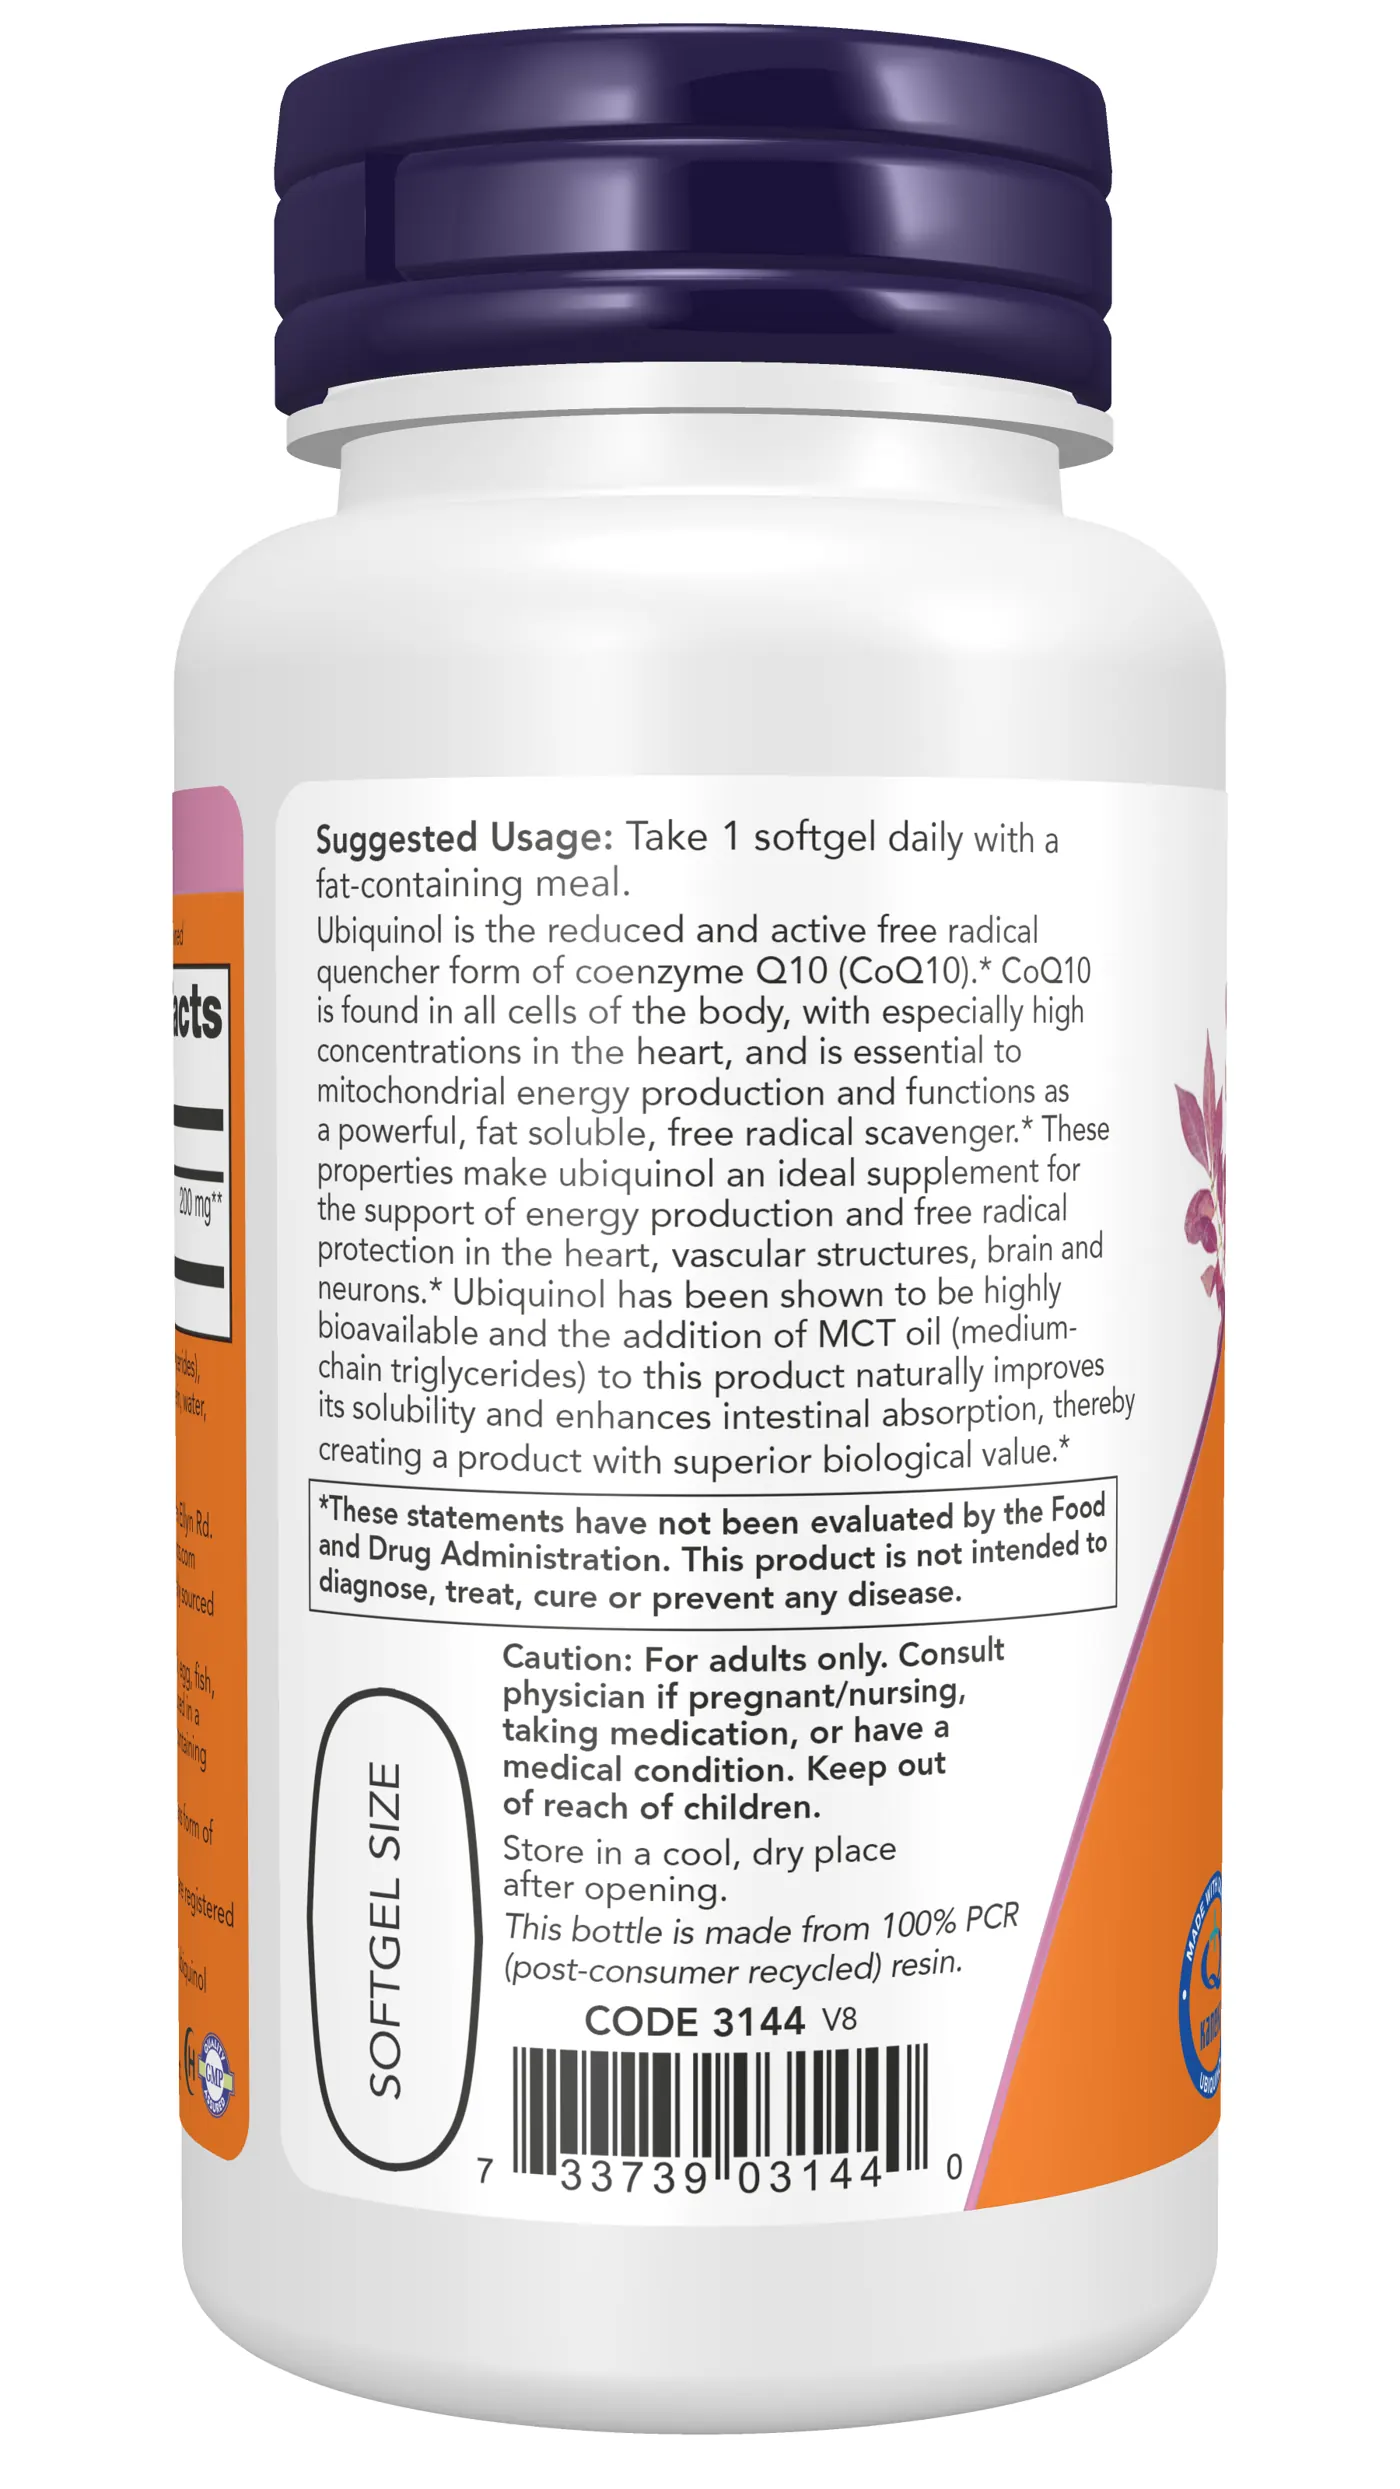 Suggested Usage: Take 1 softgel daily with a
fat-containing meal.
Ubiquinol is the reduced and active free radical
quencher form of coenzyme Q10 (CoQ10).* CoQ10
is found in all cells of the body, with especially high
concentrations in the heart, and is essential to
mitochondrial energy production and functions as
a powerful, fat soluble, free radical scavenger.* These
properties make ubiquinol an ideal supplement for
the support of energy production and free radical
protection in the heart, vascular structures, brain and
neurons.* Ubiquinol has been shown to be highly
bioavailable and the addition of MCT oil (medium-
chain triglycerides) to this product naturally improves
its solubility and enhances intestinal absorption, thereby
creating a product with superior biological value.*
*These statements have not been evaluated by the Food
and Drug Administration. This product is not intended to
diagnose, treat, cure or prevent any disease.
Caution: For adults only. Consult
physician if pregnant/nursing,
taking medication, or have a
medical condition. Keep out
of reach of children.
Store in a cool, dry place
after opening.
This bottle is made from 100% PCR
(post-consumer recycled) resin.
SOFTGEL SIZE
CODE 3144 V8
7 33739 03144 0
200 mg**
water,
Rd.
egg, fish,
in a
form of
registered
GMP
MADE WITH